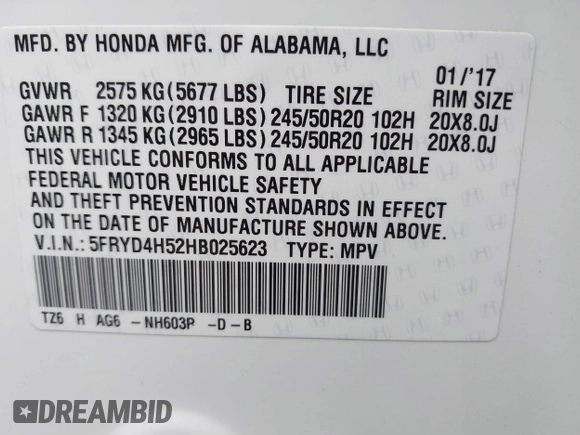 MFD. BY HONDA MFG. OF ALABAMA, LLC
01/'17
GVWR 2575 KG(5677 LBS) TIRE SIZE RIM SIZE
GAWR F 1320 KG(2910 LBS)245/50R20 102H 20X8.0J
GAWR R 1345 KG(2965 LBS)245/50R20 102H 20X8.0J
THIS VEHICLE CONFORMS TO ALL APPLICABLE
FEDERAL MOTOR VEHICLE SAFETY
AND THEFT PREVENTION STANDARDS IN EFFECT
ON THE DATE OF MANUFACTURE SHOWN ABOVE.
V.I.N.: 5FRYD4H52HB025623 TYPE: MPV
TZ6 H AG6 -NH603P -D-B
DREAMBID